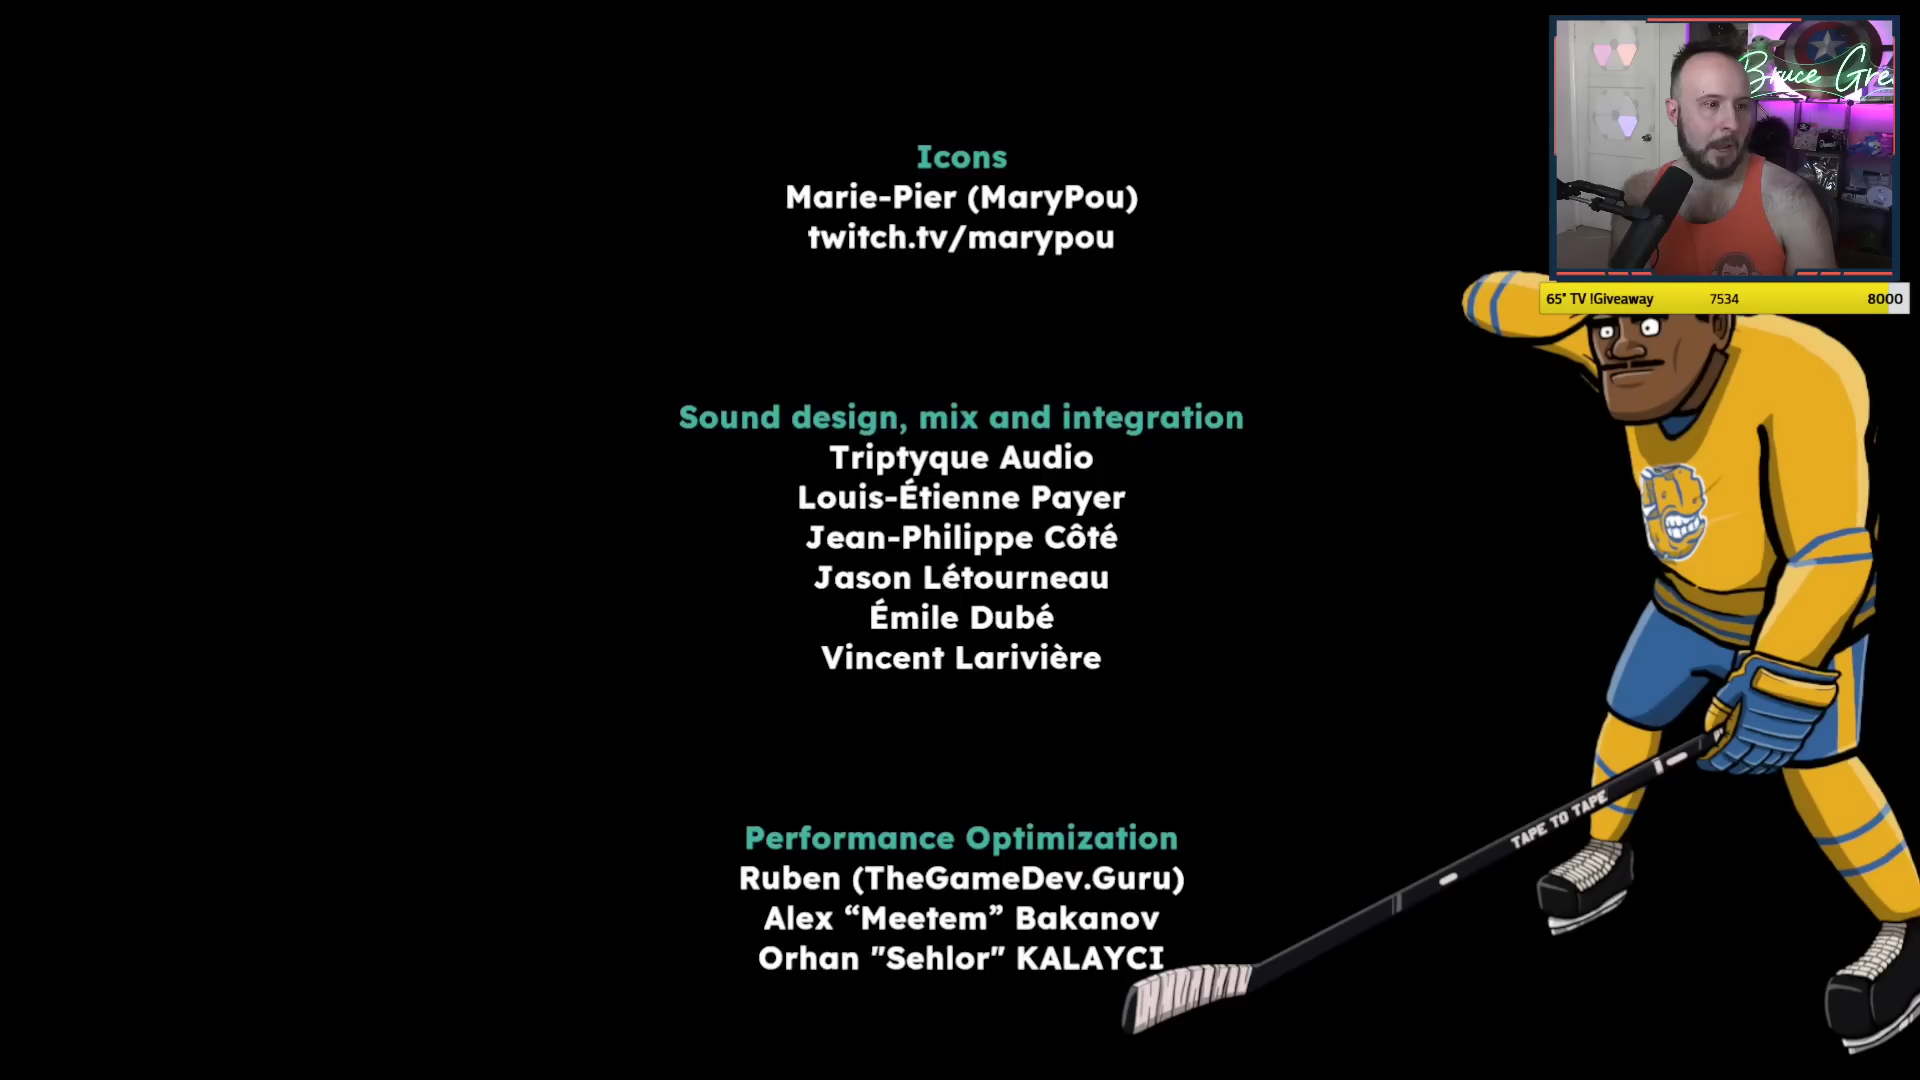 Icons
Marie-Pier (MaryPou)
twitch.tv/marypou
Sound design, mix and integration
Triptyque Audio
Louis-Étienne Payer
Jean-Philippe Côté
Jason Létourneau
Émile Dubé
Vincent Larivière
Performance Optimization
Ruben (TheGameDev.Guru)
Alex “Meetem” Bakanov
Orhan "Sehlor" KALAYCI
Bruce Gre
65" TV !Giveaway 7534 8000
TAPE TO TAPE